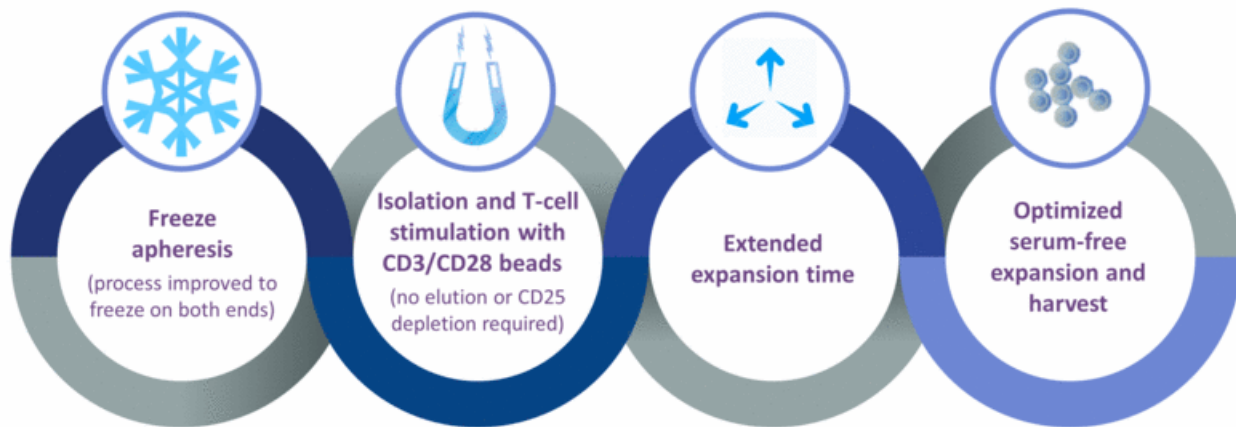 Freeze
apheresis
(process improved to
freeze on both ends)
Isolation and T-cell
stimulation with
CD3/CD28 beads
(no elution or CD25
depletion required)
Extended
expansion time
Optimized
serum-free
expansion and
harvest